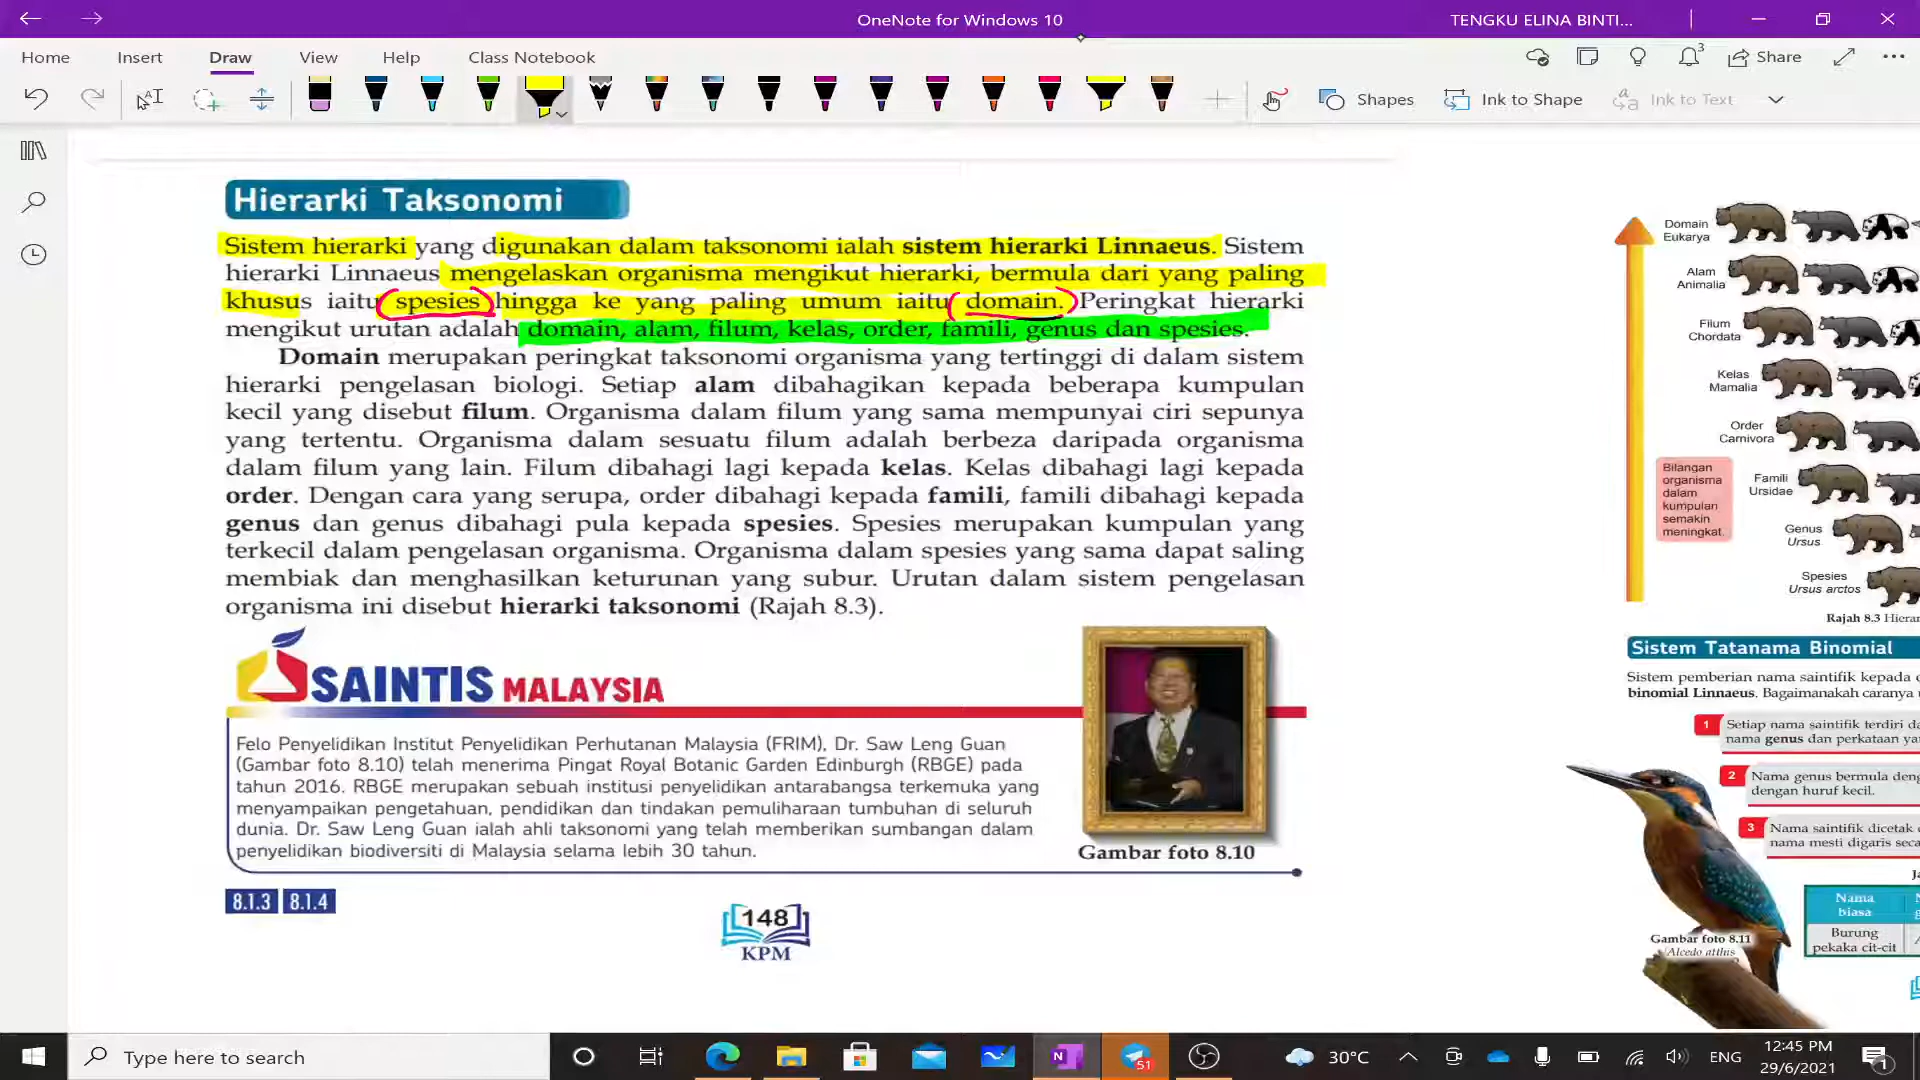 OneNote for Windows 10
TENGKU ELINA BINTI...
Home
Insert
Draw
View
Help
Class Notebook
3
Share
Shapes
Ink to Shape
Ink to Text
Hierarki Taksonomi
Sistem hierarki yang digunakan dalam taksonomi ialah sistem hierarki Linnaeus. Sistem
hierarki Linnaeus mengelaskan organisma mengikut hierarki, bermula dari yang paling
khusus iaitu spesies hingga ke yang paling umum iaitu domain. Peringkat hierarki
mengikut urutan adalah domain, alam, filum, kelas, order, famili, genus dan spesies.
Domain merupakan peringkat taksonomi organisma yang tertinggi di dalam sistem
hierarki pengelasan biologi. Setiap alam dibahagikan kepada beberapa kumpulan
kecil yang disebut filum. Organisma dalam filum yang sama mempunyai ciri sepunya
yang tertentu. Organisma dalam sesuatu filum adalah berbeza daripada organisma
dalam filum yang lain. Filum dibahagi lagi kepada kelas. Kelas dibahagi lagi kepada
order. Dengan cara yang serupa, order dibahagi kepada famili, famili dibahagi kepada
genus dan genus dibahagi pula kepada spesies. Spesies merupakan kumpulan yang
terkecil dalam pengelasan organisma. Organisma dalam spesies yang sama dapat saling
membiak dan menghasilkan keturunan yang subur. Urutan dalam sistem pengelasan
organisma ini disebut hierarki taksonomi (Rajah 8.3).
SAINTIS MALAYSIA
Felo Penyelidikan Institut Penyelidikan Perhutanan Malaysia (FRIM), Dr. Saw Leng Guan
(Gambar foto 8.10) telah menerima Pingat Royal Botanic Garden Edinburgh (RBGE) pada
tahun 2016. RBGE merupakan sebuah institusi penyelidikan antarabangsa terkemuka yang
menyampaikan pengetahuan, pendidikan dan tindakan pemuliharaan tumbuhan di seluruh
dunia. Dr. Saw Leng Guan ialah ahli taksonomi yang telah memberikan sumbangan dalam
penyelidikan biodiversiti di Malaysia selama lebih 30 tahun.
Gambar foto 8.10
8.1.3 8.1.4
148
KPM
Domain
Eukarya
Alam
Animalia
Filum
Chordata
Kelas
Mamalia
Order
Carnivora
Famili
Ursidae
Genus
Ursus
Spesies
Ursus arctos
Bilangan
organisma
dalam
kumpulan
semakin
meningkat.
Rajah 8.3 Hierar
Sistem Tatanama Binomial
Sistem pemberian nama saintifik kepada
binomial Linnaeus. Bagaimanakah caranya
1
Setiap nama saintifik terdiri da
nama genus dan perkataan ya
2
Nama genus bermula deng
dengan huruf kecil.
3
Nama saintifik dicetak
nama mesti digaris seca
Ja
Nama
biasa
Burung
pekaka cit-cit
Gambar foto 8.11
(Alcedo atthis
Type here to search
51
30°C
ENG
12:45 PM
29/6/2021
1